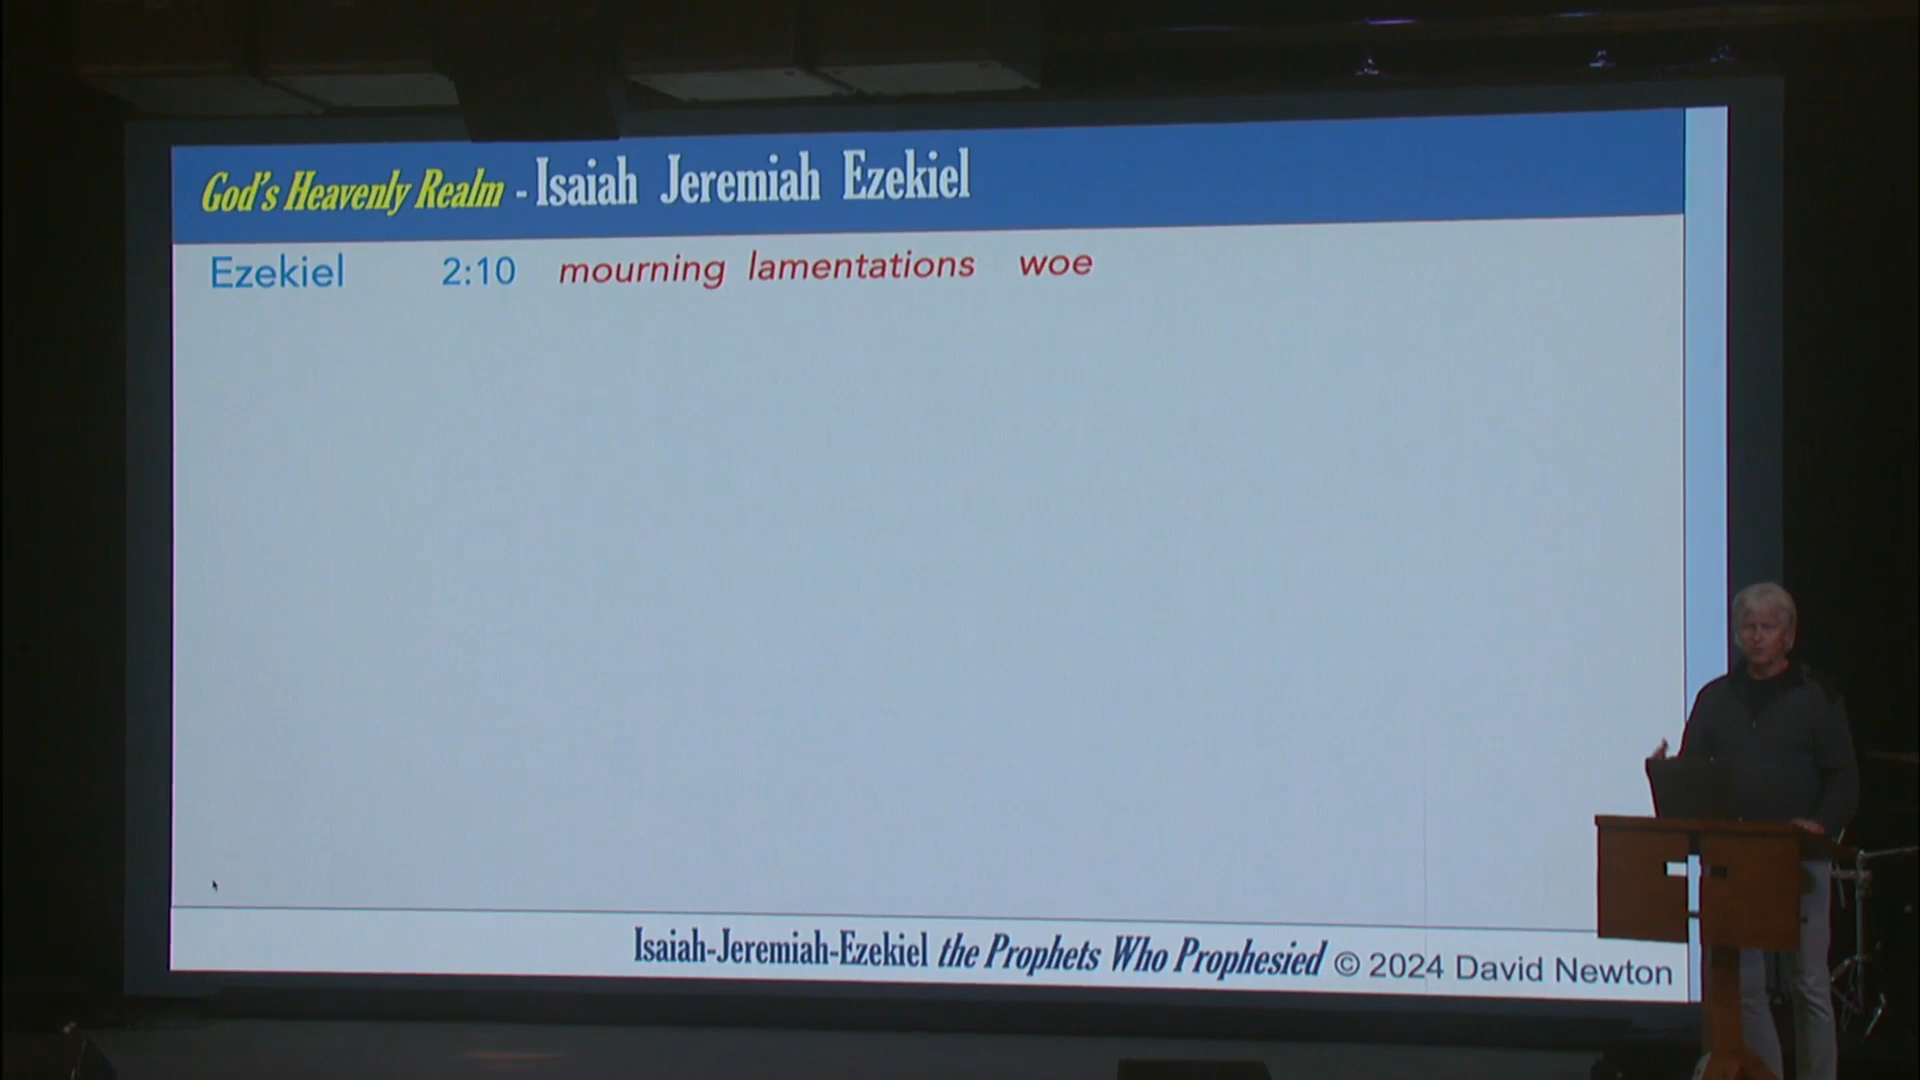 God's Heavenly Realm - Isaiah Jeremiah Ezekiel
Ezekiel 2:10 mourning lamentations woe
Isaiah-Jeremiah-Ezekiel the Prophets Who Prophesied © 2024 David Newton